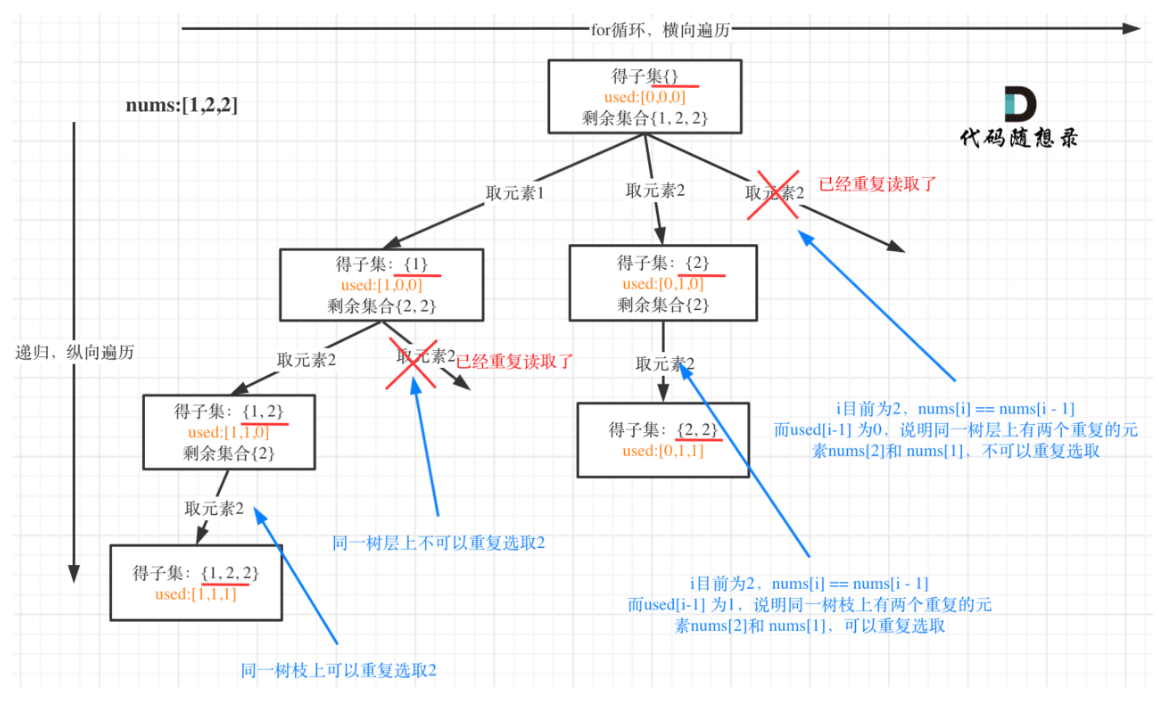 for循环，横向遍历
得子集{}
used:[0,0,0]
剩余集合{1, 2, 2}
nums:[1,2,2]
代码随想录
取元素1
取元素2
取元素2
已经重复读取了
得子集：{1}
used:[1,0,0]
剩余集合{2, 2}
得子集：{2}
used:[0,1,0]
剩余集合{2}
递归，纵向遍历
取元素2
取元素2
已经重复读取了
取元素2
得子集：{1, 2}
used:[1,1,0]
剩余集合{2}
得子集：{2, 2}
used:[0,1,1]
i目前为2，nums[i] == nums[i - 1]
而used[i-1] 为0，说明同一树层上有两个重复的元
素nums[2]和 nums[1]，不可以重复选取
取元素2
同一树层上不可以重复选取2
得子集：{1, 2, 2}
used:[1,1,1]
i目前为2，nums[i] == nums[i - 1]
而used[i-1] 为1，说明同一树枝上有两个重复的元
素nums[2]和 nums[1]，可以重复选取
同一树枝上可以重复选取2